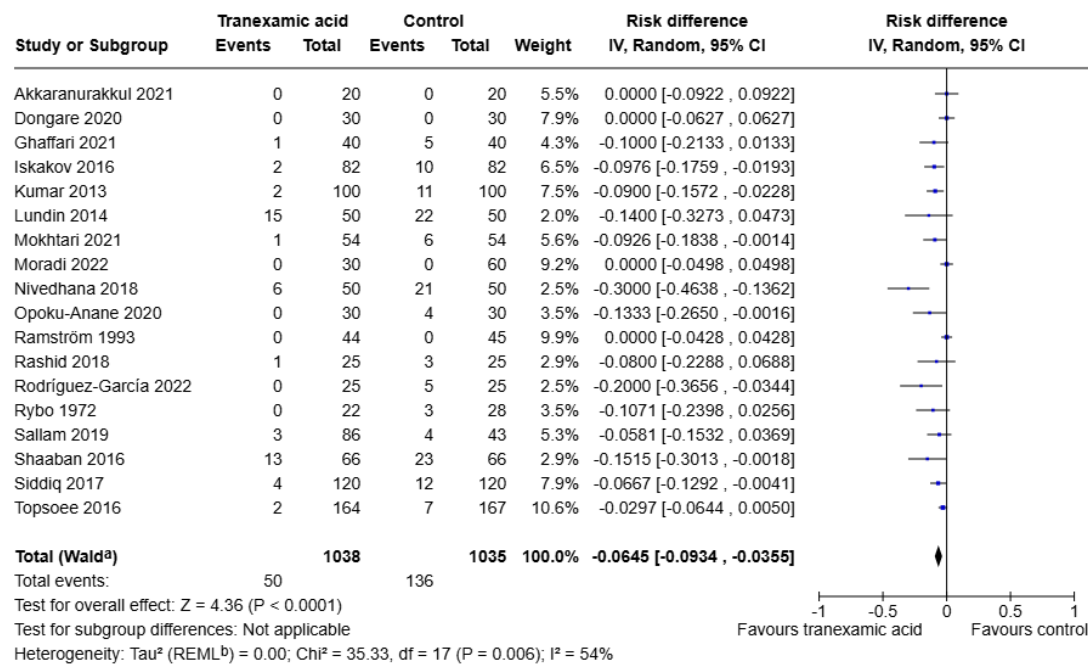 Tranexamic acid Control Risk difference Risk difference
Study or Subgroup Events Total Events Total Weight IV, Random, 95% CI IV, Random, 95% CI
Akkaranurakkul 2021 0 20 0 20 5.5% 0.0000 [-0.0922 , 0.0922]
Dongare 2020 0 30 0 30 7.9% 0.0000 [-0.0627 , 0.0627]
Ghaffari 2021 1 40 5 40 4.3% -0.1000 [-0.2133 , 0.0133]
Iskakov 2016 2 82 10 82 6.5% -0.0976 [-0.1759 , -0.0193]
Kumar 2013 2 100 11 100 7.5% -0.0900 [-0.1572 , -0.0228]
Lundin 2014 15 50 22 50 2.0% -0.1400 [-0.3273 , 0.0473]
Mokhtari 2021 1 54 6 54 5.6% -0.0926 [-0.1838 , -0.0014]
Moradi 2022 0 30 0 60 9.2% 0.0000 [-0.0498 , 0.0498]
Nivedhana 2018 6 50 21 50 2.5% -0.3000 [-0.4638 , -0.1362]
Opoku-Anane 2020 0 30 4 30 3.5% -0.1333 [-0.2650 , -0.0016]
Ramström 1993 0 44 0 45 9.9% 0.0000 [-0.0428 , 0.0428]
Rashid 2018 1 25 3 25 2.9% -0.0800 [-0.2288 , 0.0688]
Rodríguez-García 2022 0 25 5 25 2.5% -0.2000 [-0.3656 , -0.0344]
Rybo 1972 0 22 3 28 3.5% -0.1071 [-0.2398 , 0.0256]
Sallam 2019 3 86 4 43 5.3% -0.0581 [-0.1532 , 0.0369]
Shaaban 2016 13 66 23 66 2.9% -0.1515 [-0.3013 , -0.0018]
Siddiq 2017 4 120 12 120 7.8% -0.0667 [-0.1292 , -0.0041]
Topsoee 2016 2 164 7 167 10.6% -0.0297 [-0.0644 , 0.0050]
Total (Waldᵃ) 1038 1035 100.0% -0.0645 [-0.0934 , -0.0355]
Total events: 50 136
Test for overall effect: Z = 4.36 (P < 0.0001)
-1 -0.5 0 0.5 1
Test for subgroup differences: Not applicable Favours tranexamic acid Favours control
Heterogeneity: Tau² (REMLᵇ) = 0.00; Chi² = 35.33, df = 17 (P = 0.006); I² = 54%